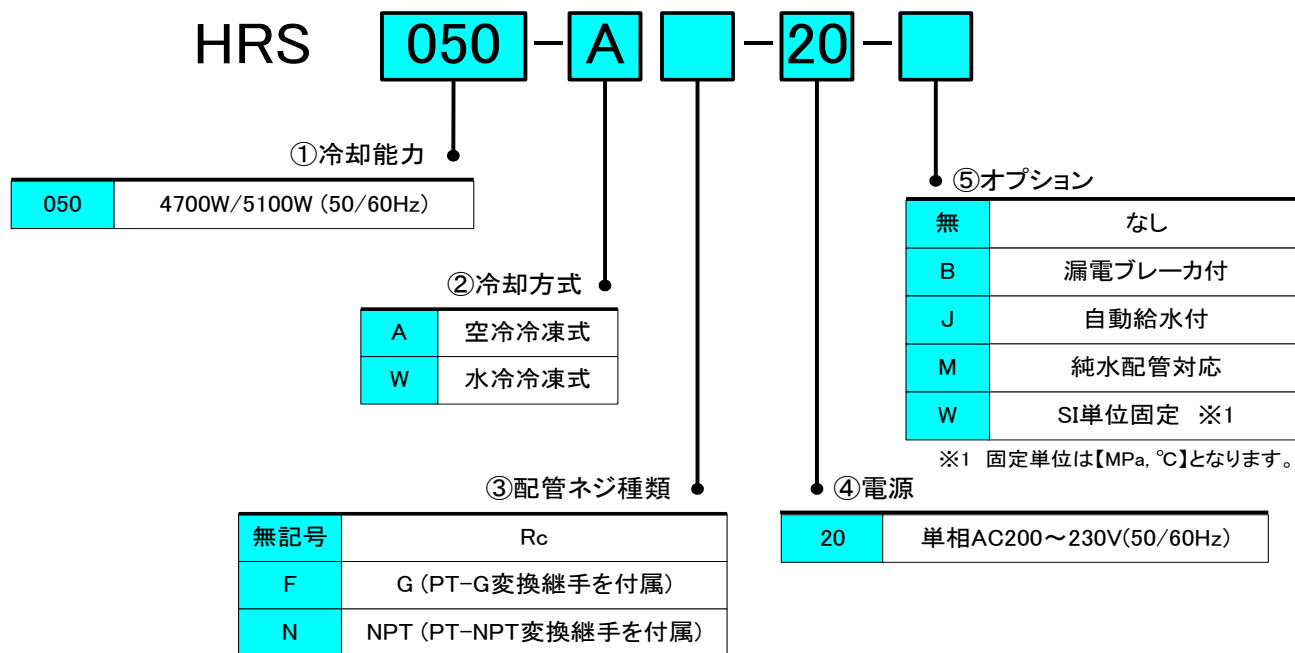 HRS 050-A -20-
①冷却能力
050 4700W/5100W (50/60Hz)
②冷却方式
A 空冷冷凍式
W 水冷冷凍式
⑤オプション
無 なし
B 漏電ブレーカ付
J 自動給水付
M 純水配管対応
W SI単位固定 ※1
※1 固定単位は【MPa, ℃】となります。
③配管ネジ種類
無記号 Rc
F G (PT-G変換継手を付属)
N NPT (PT-NPT変換継手を付属)
④電源
20 単相AC200～230V(50/60Hz)